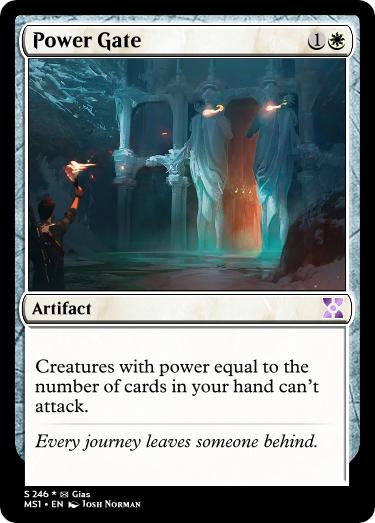 Power Gate 1
Artifact
Creatures with power equal to the
number of cards in your hand can't
attack.
Every journey leaves someone behind.
S 246 * Gias
MS1 • EN Josh Norman